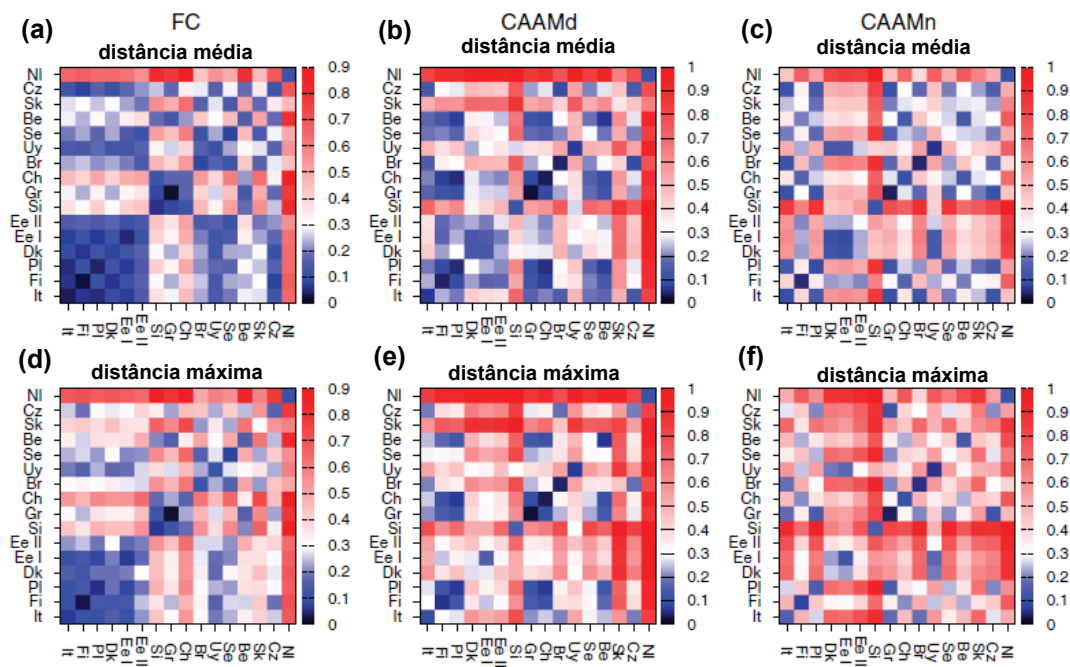 (a) FC
distância média
Nl
Cz
Sk
Be
Se
Uy
Br
Ch
Gr
Si
Ee II
Ee I
Dk
Pl
Fi
It
It Fi Pl Dk Ee I Ee II Si Gr Ch Br Uy Se Be Sk Cz Nl
0.9
0.8
0.7
0.6
0.5
0.4
0.3
0.2
0.1
0
(b) CAAMd
distância média
Nl
Cz
Sk
Be
Se
Uy
Br
Ch
Gr
Si
Ee II
Ee I
Dk
Pl
Fi
It
It Fi Pl Dk Ee I Ee II Si Gr Ch Br Uy Se Be Sk Cz Nl
1
0.9
0.8
0.7
0.6
0.5
0.4
0.3
0.2
0.1
0
(c) CAAMn
distância média
Nl
Cz
Sk
Be
Se
Uy
Br
Ch
Gr
Si
Ee II
Ee I
Dk
Pl
Fi
It
It Fi Pl Dk Ee I Ee II Si Gr Ch Br Uy Se Be Sk Cz Nl
1
0.9
0.8
0.7
0.6
0.5
0.4
0.3
0.2
0.1
0
(d) distância máxima
Nl
Cz
Sk
Be
Se
Uy
Br
Ch
Gr
Si
Ee II
Ee I
Dk
Pl
Fi
It
It Fi Pl Dk Ee I Ee II Si Gr Ch Br Uy Se Be Sk Cz Nl
0.9
0.8
0.7
0.6
0.5
0.4
0.3
0.2
0.1
0
(e) distância máxima
Nl
Cz
Sk
Be
Se
Uy
Br
Ch
Gr
Si
Ee II
Ee I
Dk
Pl
Fi
It
It Fi Pl Dk Ee I Ee II Si Gr Ch Br Uy Se Be Sk Cz Nl
1
0.9
0.8
0.7
0.6
0.5
0.4
0.3
0.2
0.1
0
(f) distância máxima
Nl
Cz
Sk
Be
Se
Uy
Br
Ch
Gr
Si
Ee II
Ee I
Dk
Pl
Fi
It
It Fi Pl Dk Ee I Ee II Si Gr Ch Br Uy Se Be Sk Cz Nl
1
0.9
0.8
0.7
0.6
0.5
0.4
0.3
0.2
0.1
0